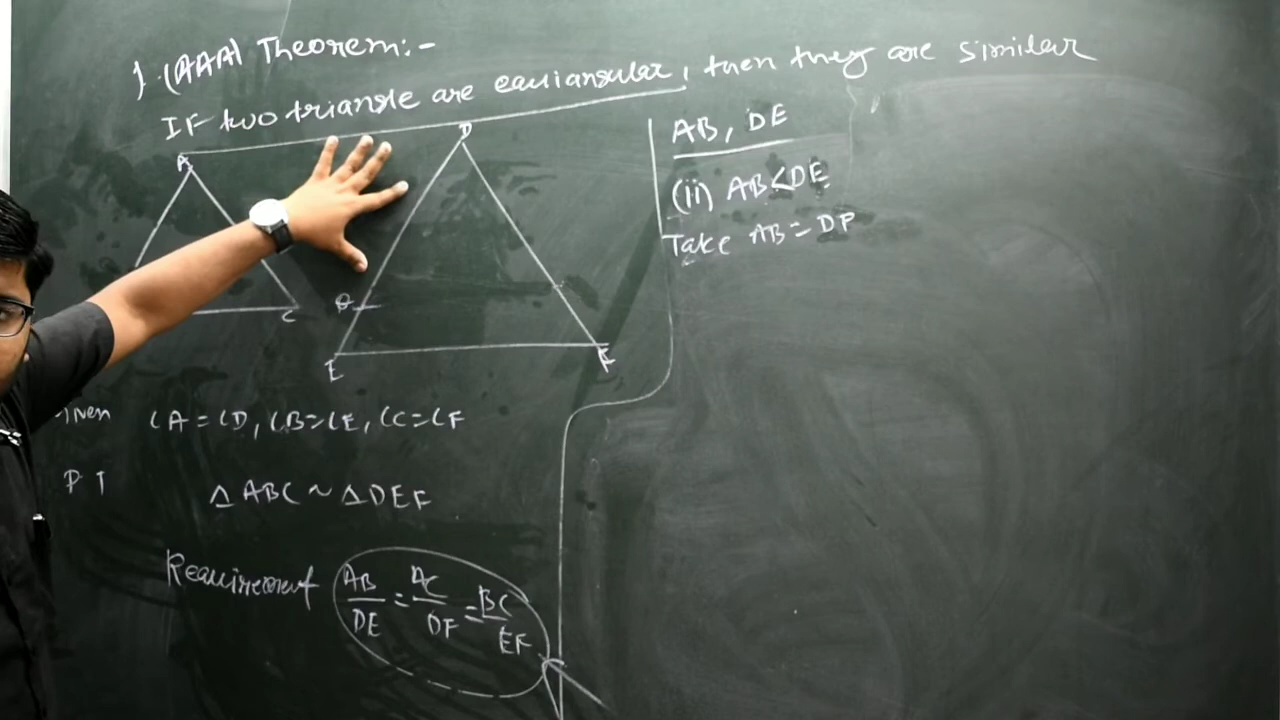 1. (AAA) Theorem:-
IF two triangle are equiangular, then they are similar
A
D
C
E
F
AB, DE
(ii) AB<DE
Take AB = DP
∠A = ∠D, ∠B = ∠E, ∠C = ∠F
P T
△ ABC ~ △ DEF
Requirement AB/DE = AC/DF = BC/EF